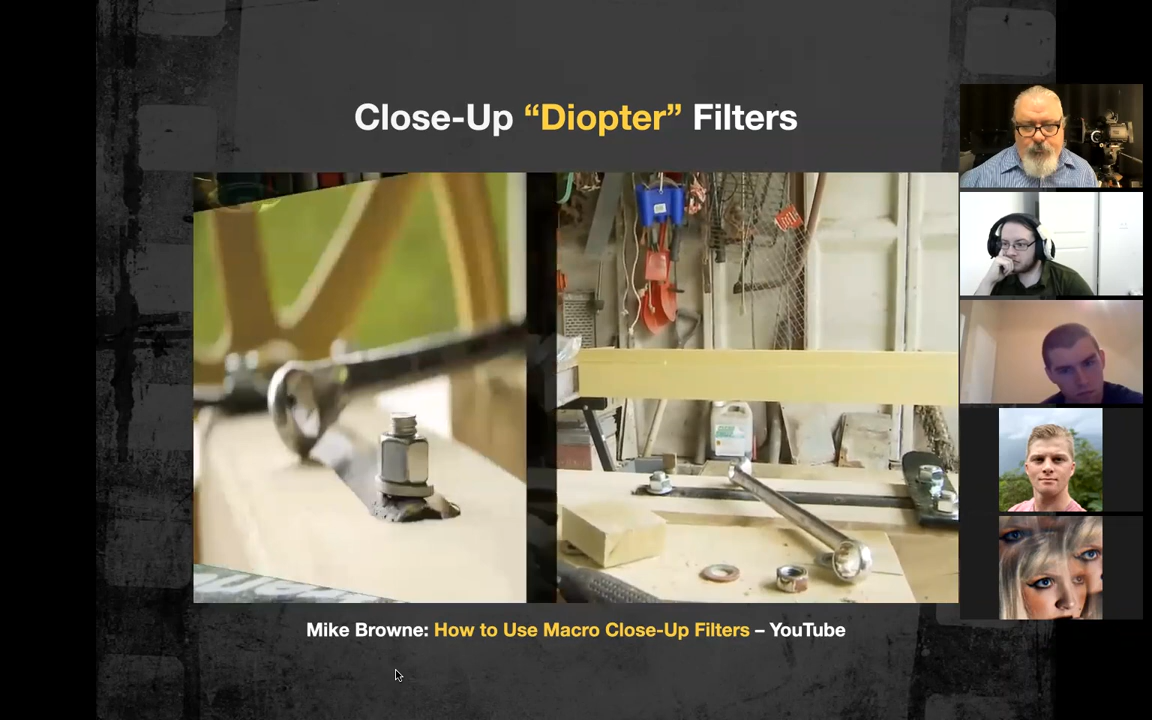 Close-Up “Diopter” Filters
Mike Browne: How to Use Macro Close-Up Filters – YouTube